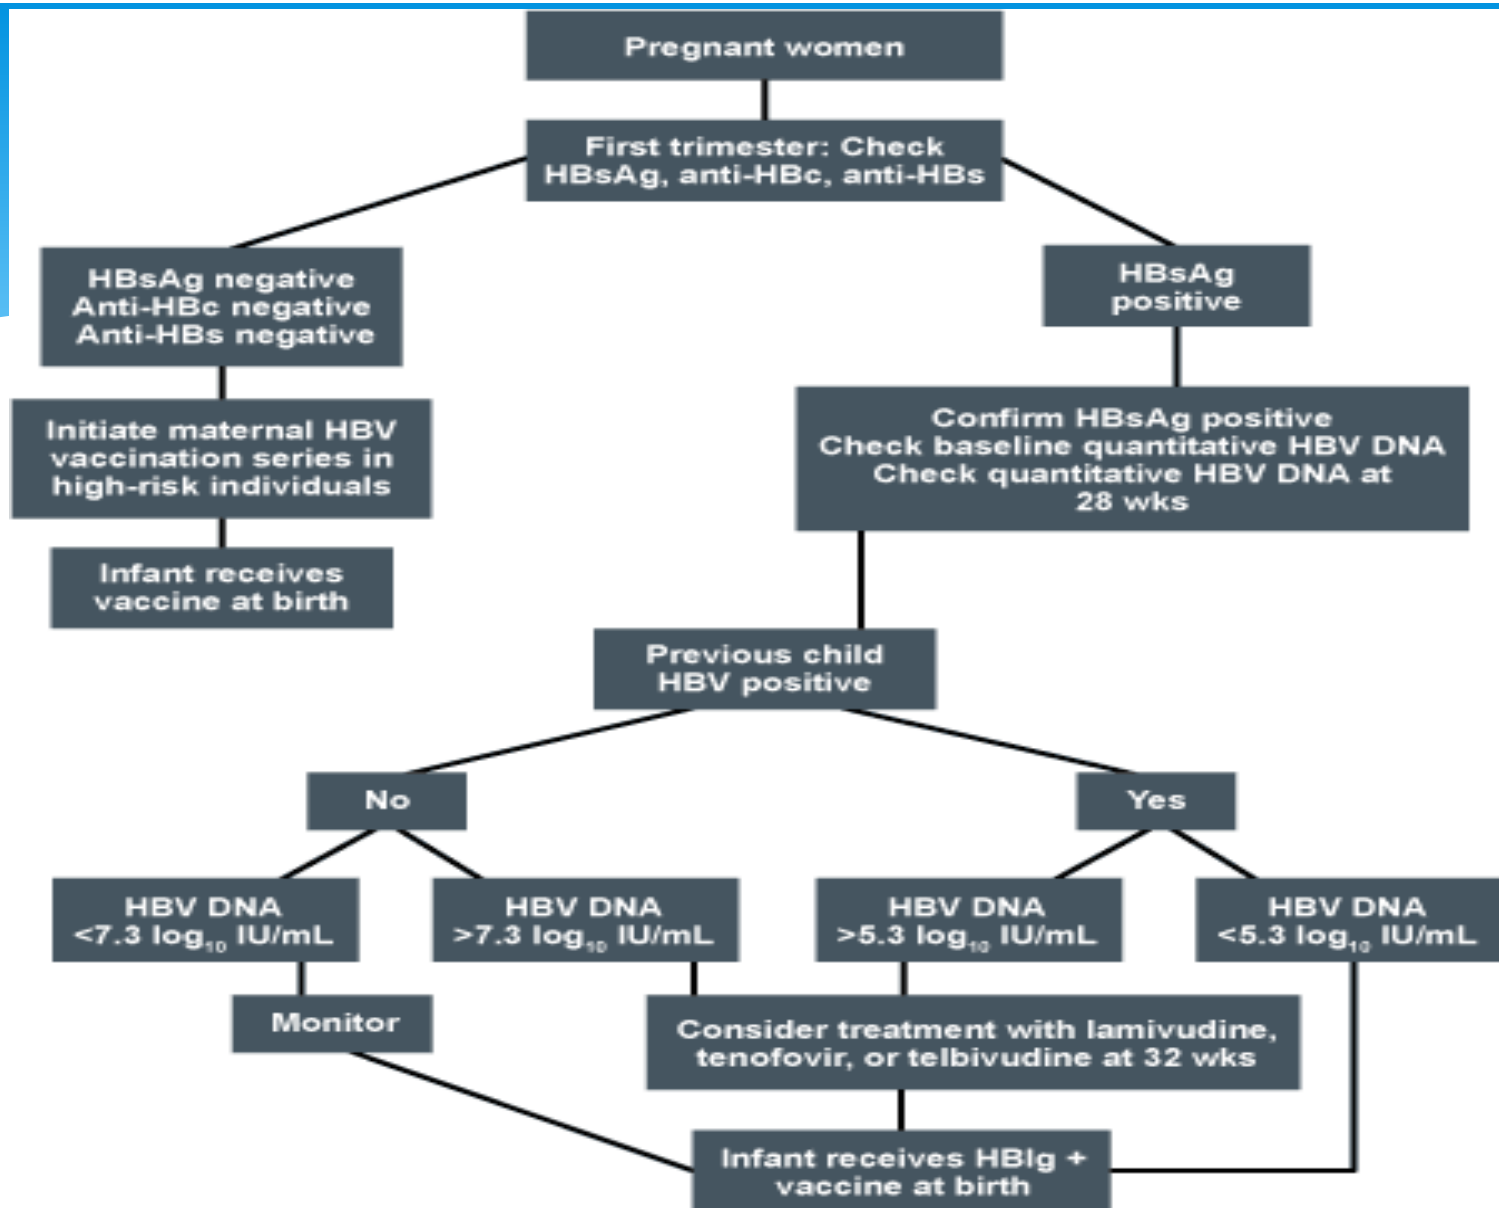 Pregnant women
First trimester: Check
HBsAg, anti-HBc, anti-HBs
HBsAg negative
Anti-HBc negative
Anti-HBs negative
HBsAg
positive
Initiate maternal HBV
vaccination series in
high-risk individuals
Confirm HBsAg positive
Check baseline quantitative HBV DNA
Check quantitative HBV DNA at
28 wks
Infant receives
vaccine at birth
Previous child
HBV positive
No
Yes
HBV DNA
<7.3 log₁₀ IU/mL
HBV DNA
>7.3 log₁₀ IU/mL
HBV DNA
>5.3 log₁₀ IU/mL
HBV DNA
<5.3 log₁₀ IU/mL
Monitor
Consider treatment with lamivudine,
tenofovir, or telbivudine at 32 wks
Infant receives HBIg +
vaccine at birth